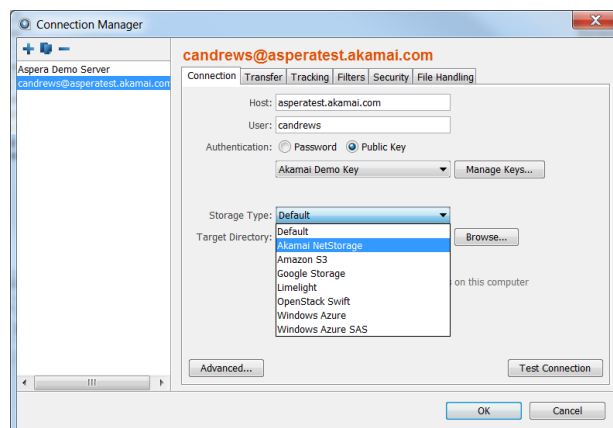 Connection Manager
Aspera Demo Server
candrews@asperatest.akamai.com
candrews@asperatest.akamai.com
Connection Transfer Tracking Filters Security File Handling
Host: asperatest.akamai.com
User: candrews
Authentication: Password Public Key
Akamai Demo Key Manage Keys...
Storage Type: Default
Default
Target Directory: Browse...
Akamai NetStorage
Amazon S3
Google Storage
s on this computer
Limelight
OpenStack Swift
Windows Azure
Windows Azure SAS
Advanced... Test Connection
OK Cancel